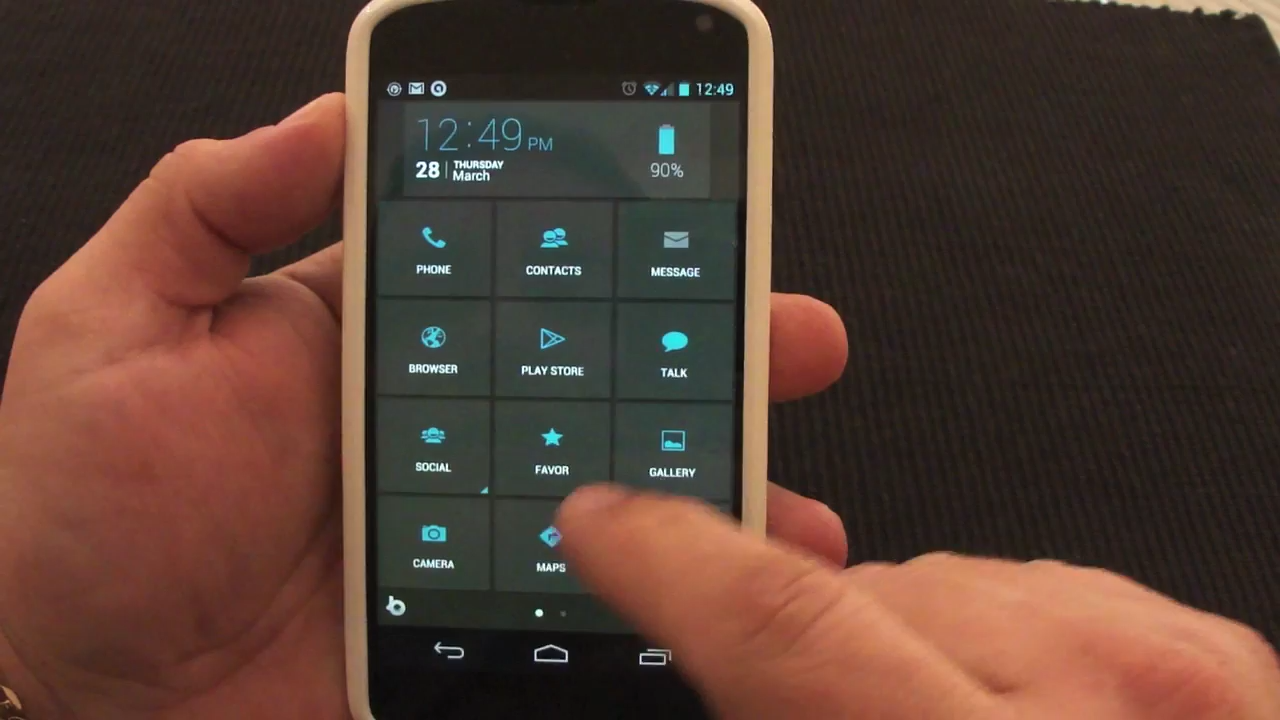 12:49
12:49 PM
90%
28 THURSDAY
March
PHONE CONTACTS MESSAGE
BROWSER PLAY STORE TALK
SOCIAL FAVOR GALLERY
CAMERA MAPS